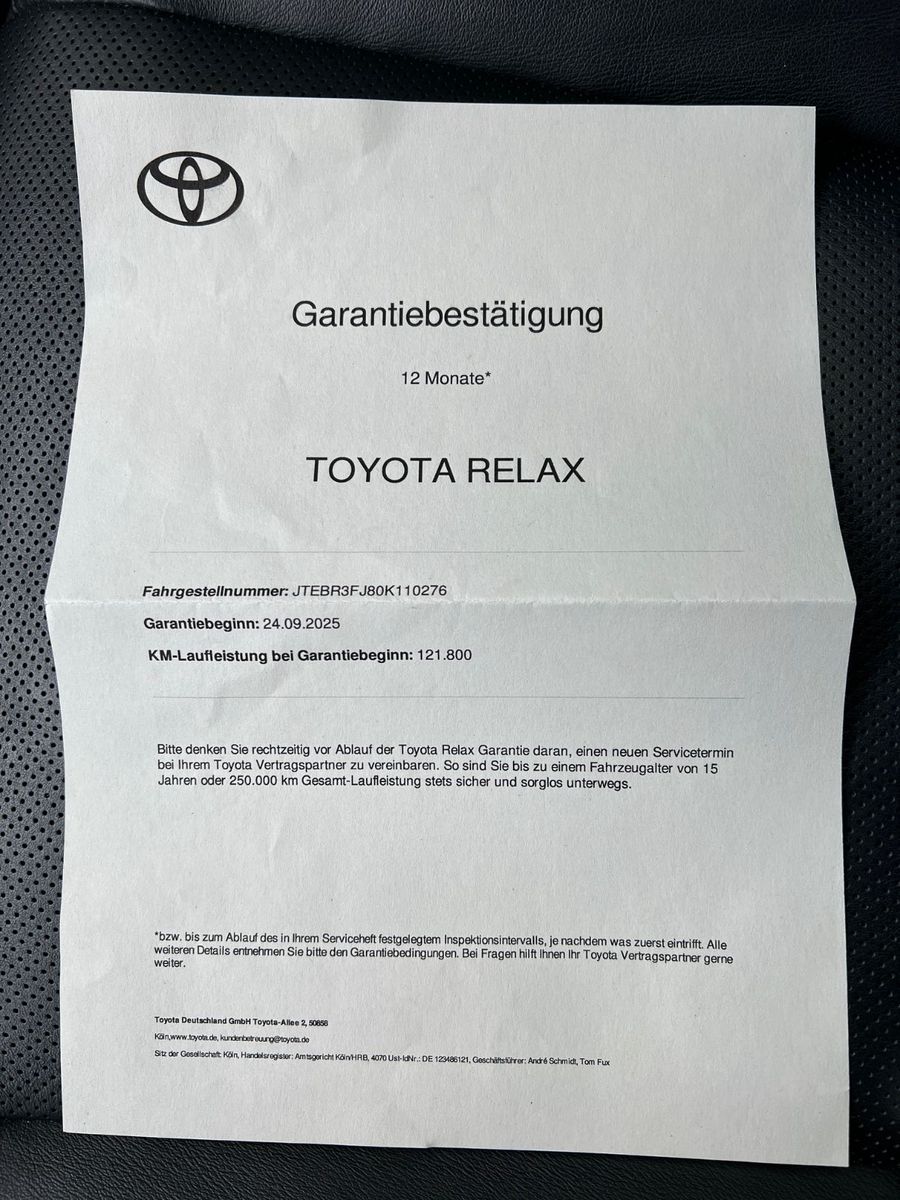 Garantiebestätigung
12 Monate*
TOYOTA RELAX
Fahrgestellnummer: JTEBR3FJ80K110276
Garantiebeginn: 24.09.2025
KM-Laufleistung bei Garantiebeginn: 121.800
Bitte denken Sie rechtzeitig vor Ablauf der Toyota Relax Garantie daran, einen neuen Servicetermin
bei Ihrem Toyota Vertragspartner zu vereinbaren. So sind Sie bis zu einem Fahrzeugalter von 15
Jahren oder 250.000 km Gesamt-Laufleistung stets sicher und sorglos unterwegs.
*bzw. bis zum Ablauf des in Ihrem Serviceheft festgelegtem Inspektionsintervalls, je nachdem was zuerst eintrifft. Alle
weiteren Details entnehmen Sie bitte den Garantiebedingungen. Bei Fragen hilft Ihnen Ihr Toyota Vertragspartner gerne
weiter.
Toyota Deutschland GmbH Toyota-Allee 2, 50858
Köln,www.toyota.de, kundenbetreuung@toyota.de
Sitz der Gesellschaft: Köln, Handelsregister: Amtsgericht Köln/HRB, 4070 Ust-IdNr.: DE 123486121, Geschäftsführer: André Schmidt, Tom Fux